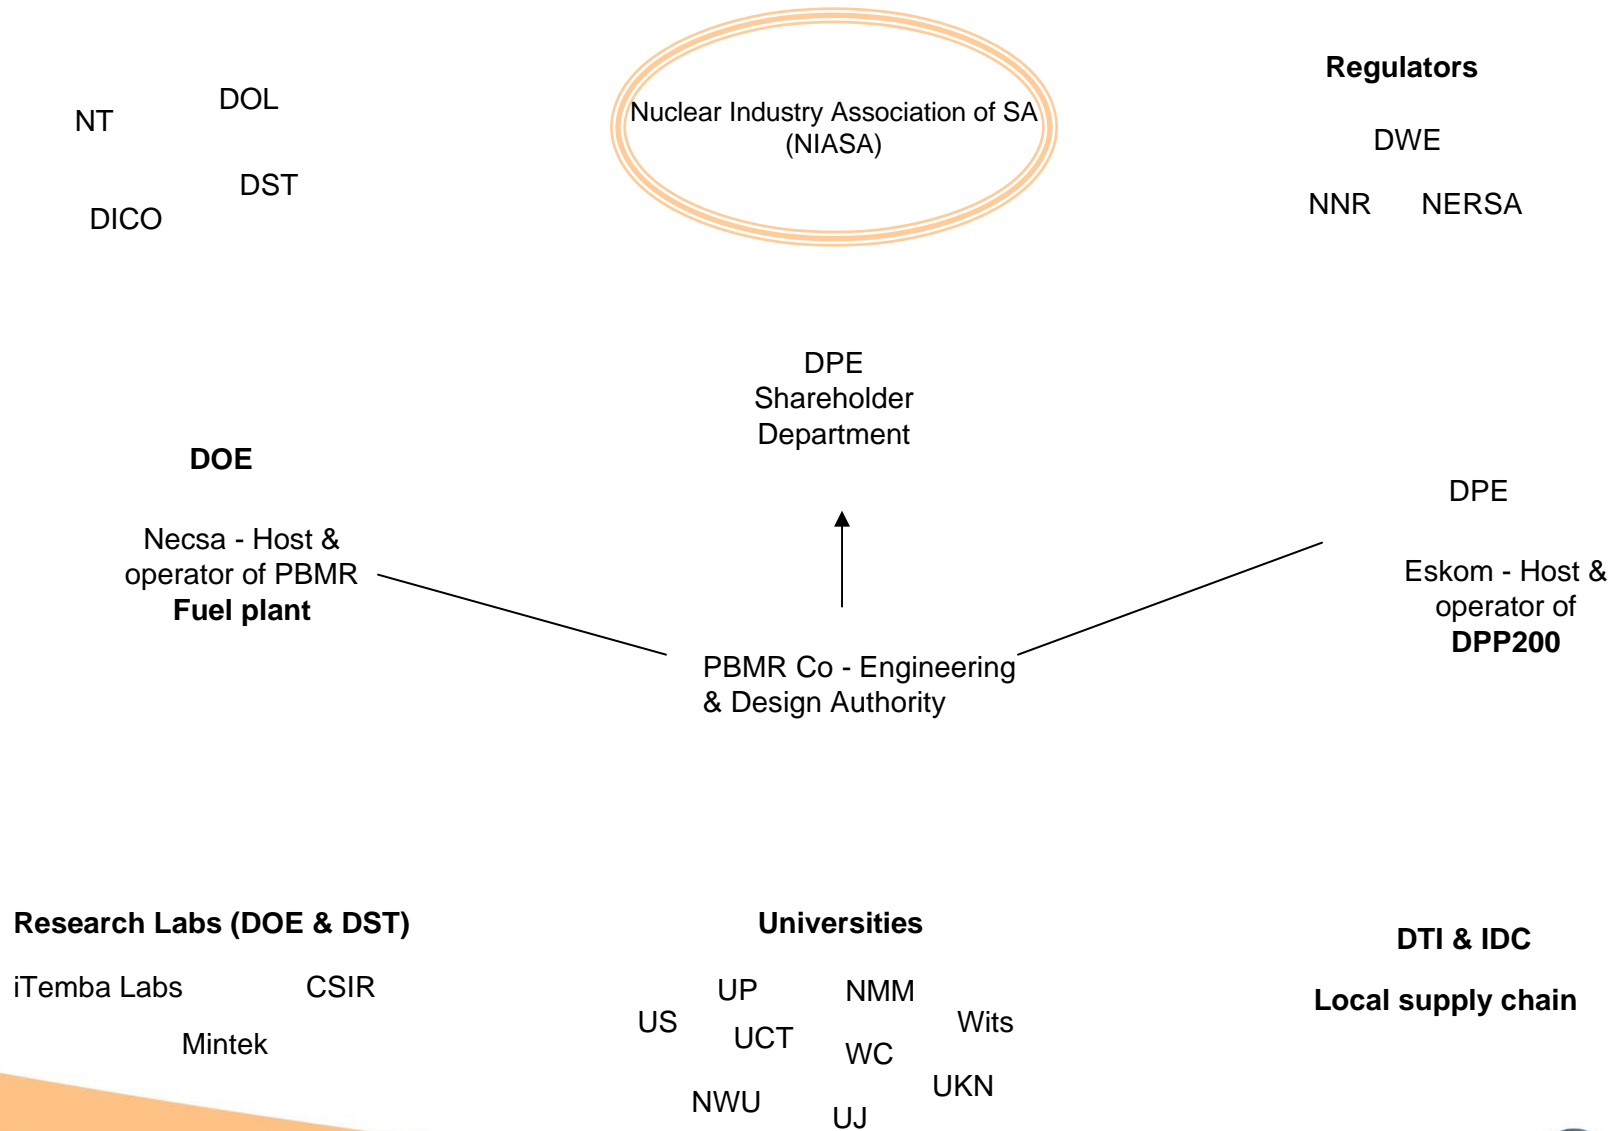 NT
DOL
DST
DICO
Nuclear Industry Association of SA
(NIASA)
Regulators
DWE
NNR NERSA
DPE
Shareholder
Department
DOE
Necsa - Host &
operator of PBMR
Fuel plant
DPE
Eskom - Host &
operator of
DPP200
PBMR Co - Engineering
& Design Authority
Research Labs (DOE & DST)
iTemba Labs CSIR
Mintek
Universities
UP NMM
US Wits
UCT
WC
UKN
NWU
UJ
DTI & IDC
Local supply chain